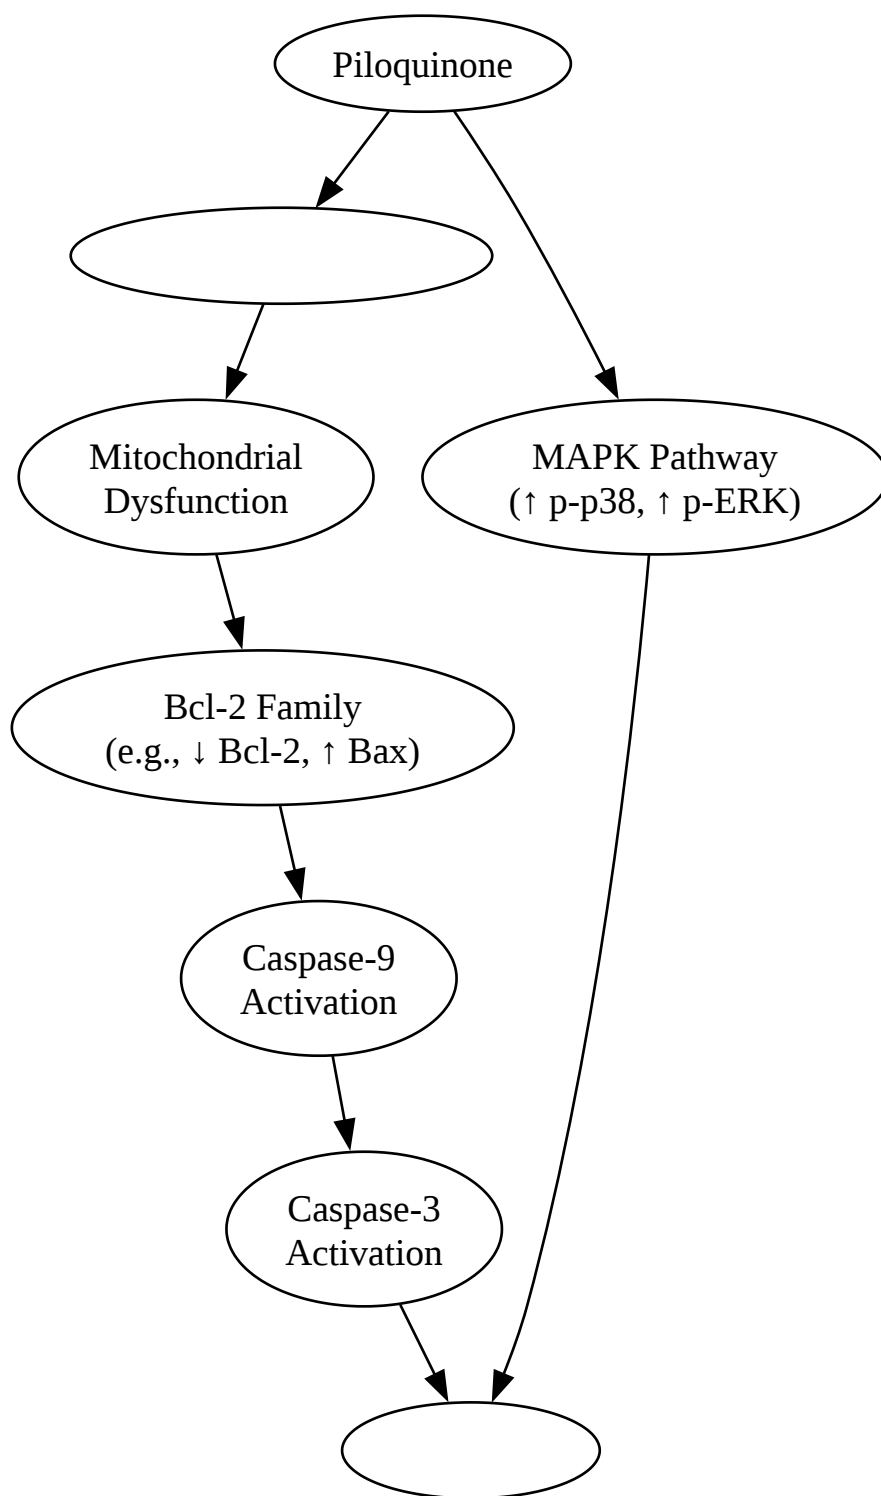 Piloquinone
Mitochondrial
Dysfunction
MAPK Pathway
(↑ p-p38, ↑ p-ERK)
Bcl-2 Family
(e.g., ↓ Bcl-2, ↑ Bax)
Caspase-9
Activation
Caspase-3
Activation